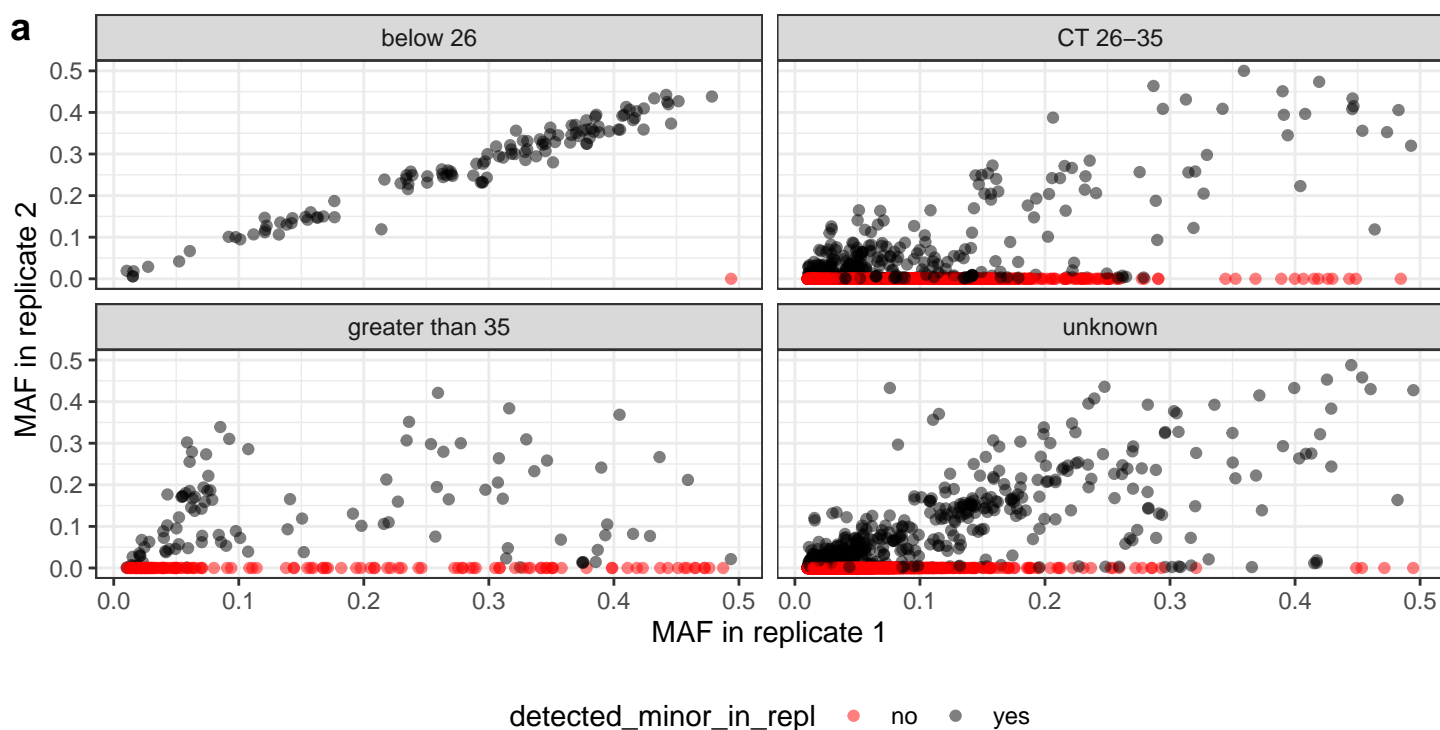 a
below 26
CT 26–35
0.5
0.4
0.3
0.2
0.1
0.0
greater than 35
unknown
0.5
0.4
0.3
0.2
0.1
0.0
0.0 0.1 0.2 0.3 0.4 0.5
0.0 0.1 0.2 0.3 0.4 0.5
MAF in replicate 2
MAF in replicate 1
detected_minor_in_repl no yes